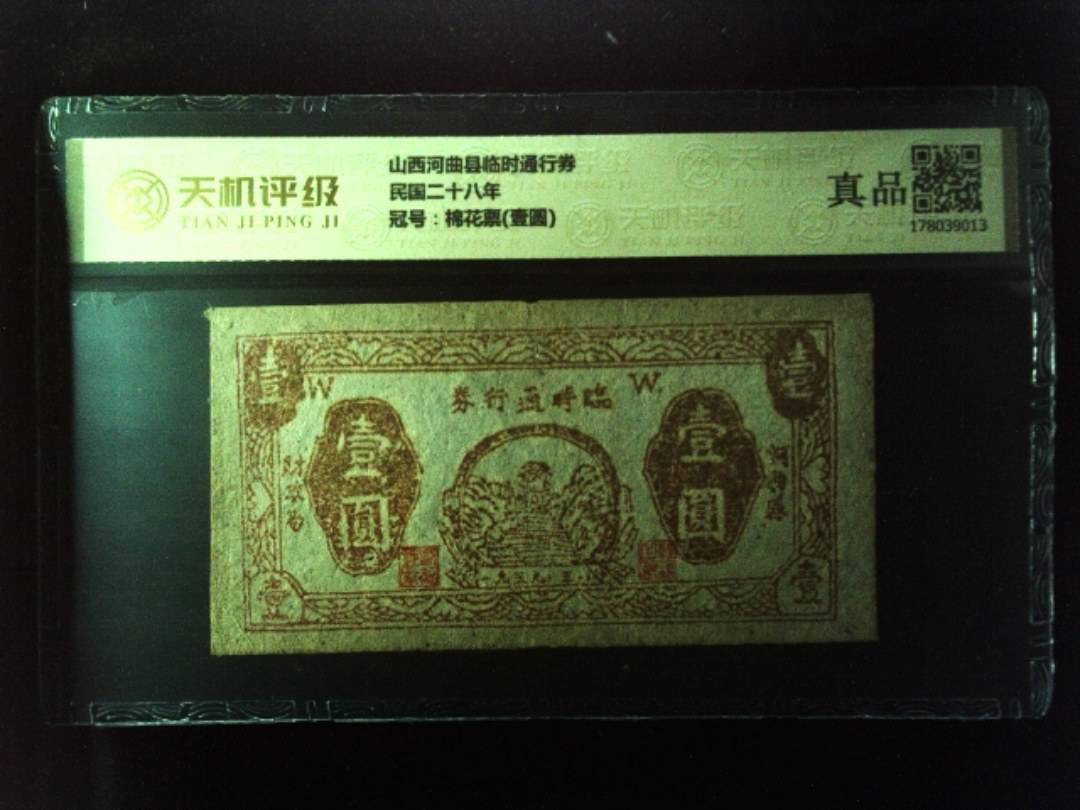 天机评级
TIAN JI PING JI
山西河曲县临时通行券
民国二十八年
冠号：棉花票(壹圆)
真品
178039013
壹
壹
W
W.
券行通時臨
壹圓
壹圓
壹
壹